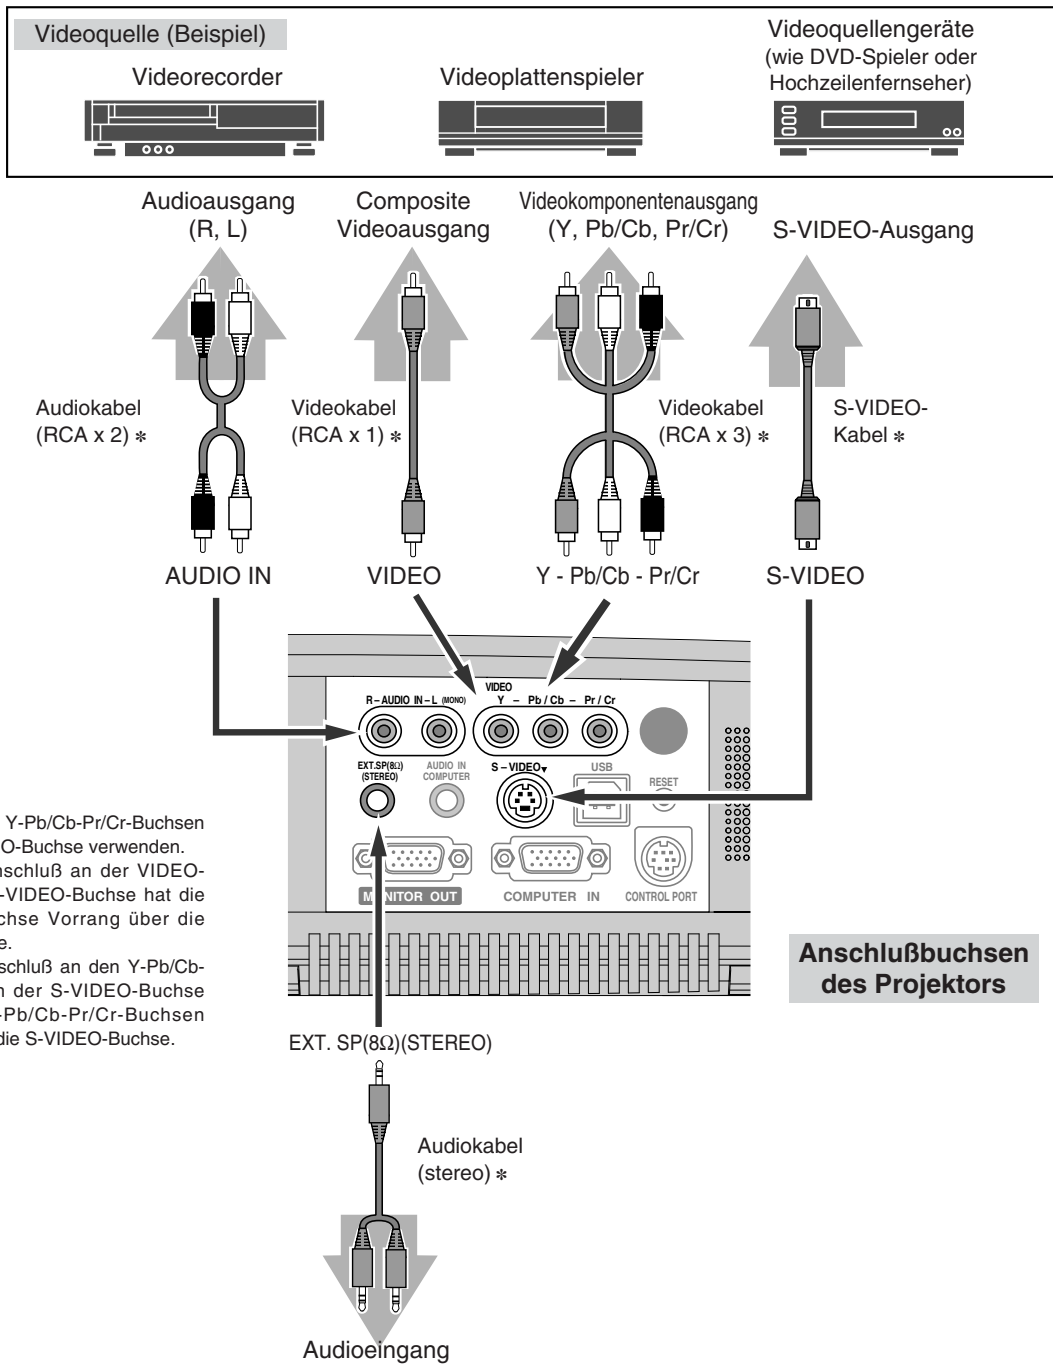 Videoquelle (Beispiel)
Videorecorder
Videoplattenspieler
Videoquellengeräte
(wie DVD-Spieler oder
Hochzeilenfernseher)
Audioausgang
(R, L)
Composite
Videoausgang
Videokomponentenausgang
(Y, Pb/Cb, Pr/Cr)
S-VIDEO-Ausgang
Audiokabel
(RCA x 2) ✻
Videokabel
(RCA x 1) ✻
Videokabel
(RCA x 3) ✻
S-VIDEO-
Kabel ✻
AUDIO IN
VIDEO
Y - Pb/Cb - Pr/Cr
S-VIDEO
VIDEO
R – AUDIO IN – L (MONO)
Y – Pb / Cb – Pr / Cr
EXT.SP(8Ω)
(STEREO)
AUDIO IN
COMPUTER
S – VIDEO
USB
RESET
MONITOR OUT
COMPUTER IN
CONTROL PORT
Y-Pb/Cb-Pr/Cr-Buchsen
O-Buchse verwenden.
nschluß an der VIDEO-
-VIDEO-Buchse hat die
chse Vorrang über die
e.
schluß an den Y-Pb/Cb-
n der S-VIDEO-Buchse
-Pb/Cb-Pr/Cr-Buchsen
die S-VIDEO-Buchse.
Anschlußbuchsen
des Projektors
EXT. SP(8Ω)(STEREO)
Audiokabel
(stereo) ✻
Audioeingang